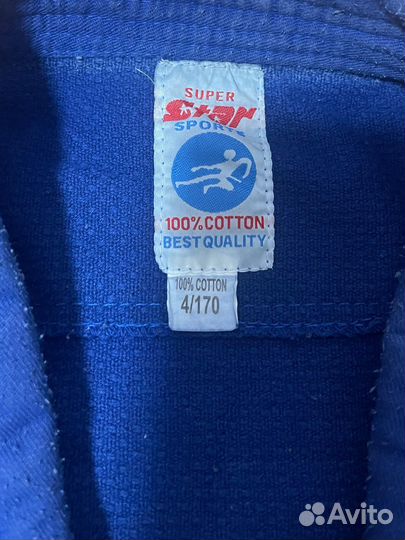 SUPER
Star
SPORTS
100% COTTON
BEST QUALITY
100% COTTON
4/170
Avito